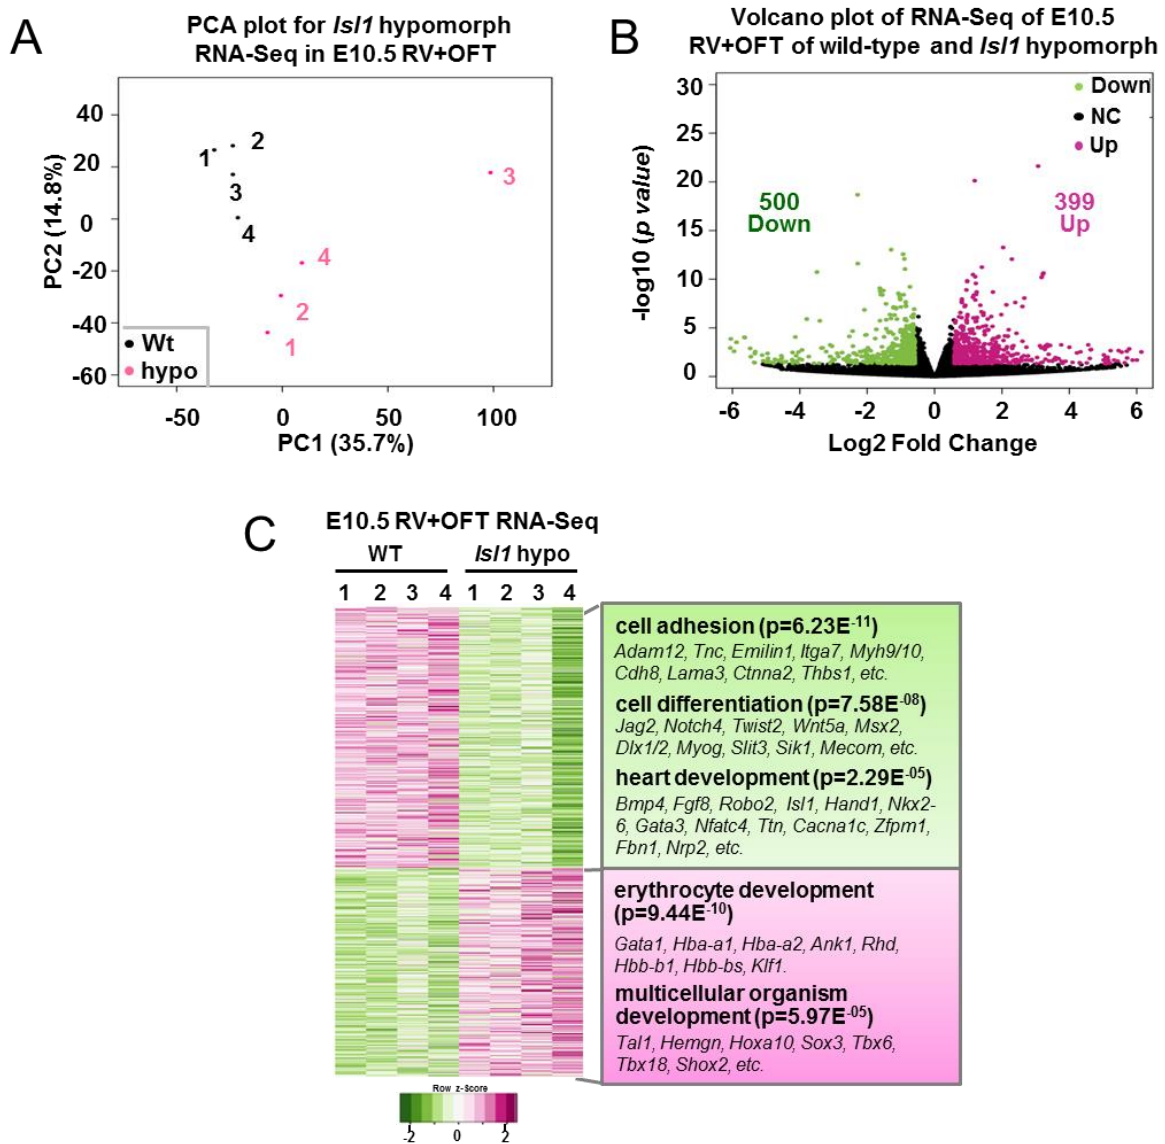 A
PCA plot for Isl1 hypomorph
RNA-Seq in E10.5 RV+OFT
40
20
0
-20
-40
-60
PC2 (14.8%)
1
2
3
4
3
4
2
1
Wt
hypo
-50
0
50
100
PC1 (35.7%)
B
Volcano plot of RNA-Seq of E10.5
RV+OFT of wild-type and Isl1 hypomorph
30
25
20
15
10
5
0
-log10 (p value)
Down
NC
Up
500
Down
399
Up
-6
-4
-2
0
2
4
6
Log2 Fold Change
C
E10.5 RV+OFT RNA-Seq
WT
Isl1 hypo
1 2 3 4 1 2 3 4
cell adhesion (p=6.23E-11)
Adam12, Tnc, Emilin1, Itga7, Myh9/10,
Cdh8, Lama3, Ctnna2, Thbs1, etc.
cell differentiation (p=7.58E-08)
Jag2, Notch4, Twist2, Wnt5a, Msx2,
Dlx1/2, Myog, Slit3, Sik1, Mecom, etc.
heart development (p=2.29E-05)
Bmp4, Fgf8, Robo2, Isl1, Hand1, Nkx2-
6, Gata3, Nfatc4, Ttn, Cacna1c, Zfpm1,
Fbn1, Nrp2, etc.
erythrocyte development
(p=9.44E-10)
Gata1, Hba-a1, Hba-a2, Ank1, Rhd,
Hbb-b1, Hbb-bs, Klf1.
multicellular organism
development (p=5.97E-05)
Tal1, Hemgn, Hoxa10, Sox3, Tbx6,
Tbx18, Shox2, etc.
Row z-Score
-2
0
2